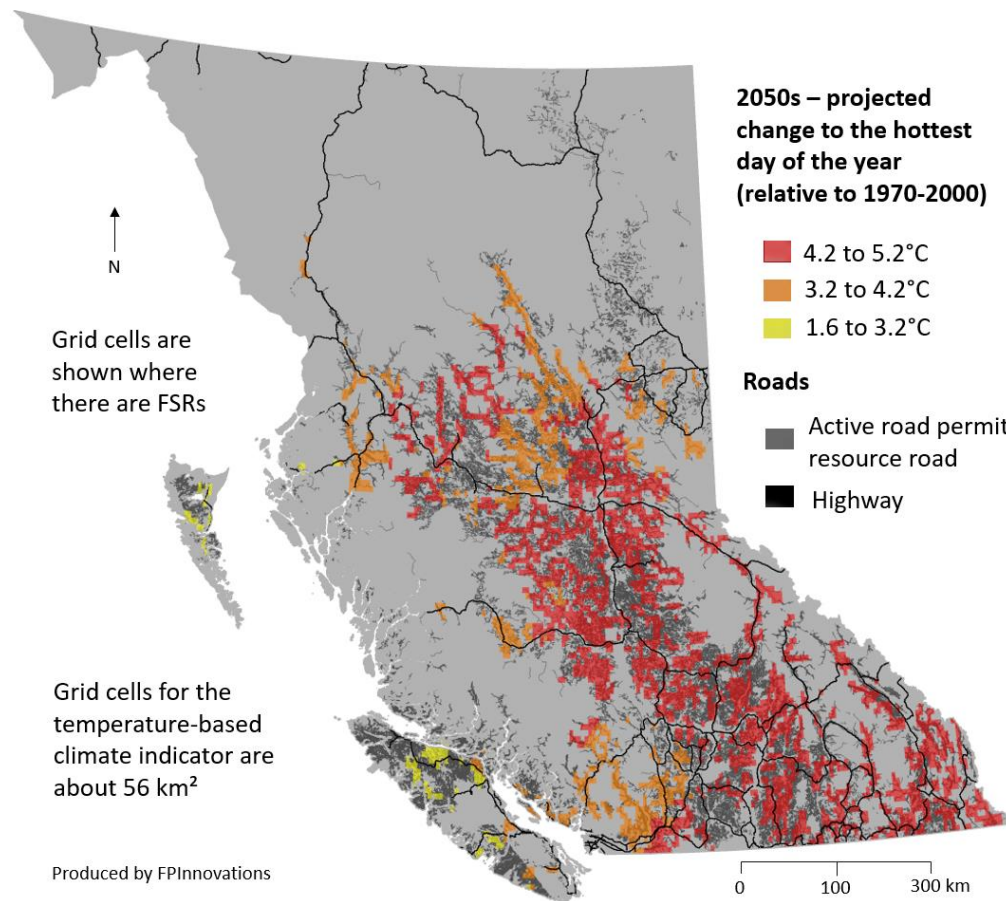 2050s – projected
change to the hottest
day of the year
(relative to 1970-2000)
4.2 to 5.2°C
3.2 to 4.2°C
1.6 to 3.2°C
N
Grid cells are
shown where
there are FSRs
Roads
Active road permit
resource road
Highway
Grid cells for the
temperature-based
climate indicator are
about 56 km²
Produced by FPInnovations
0 100 300 km